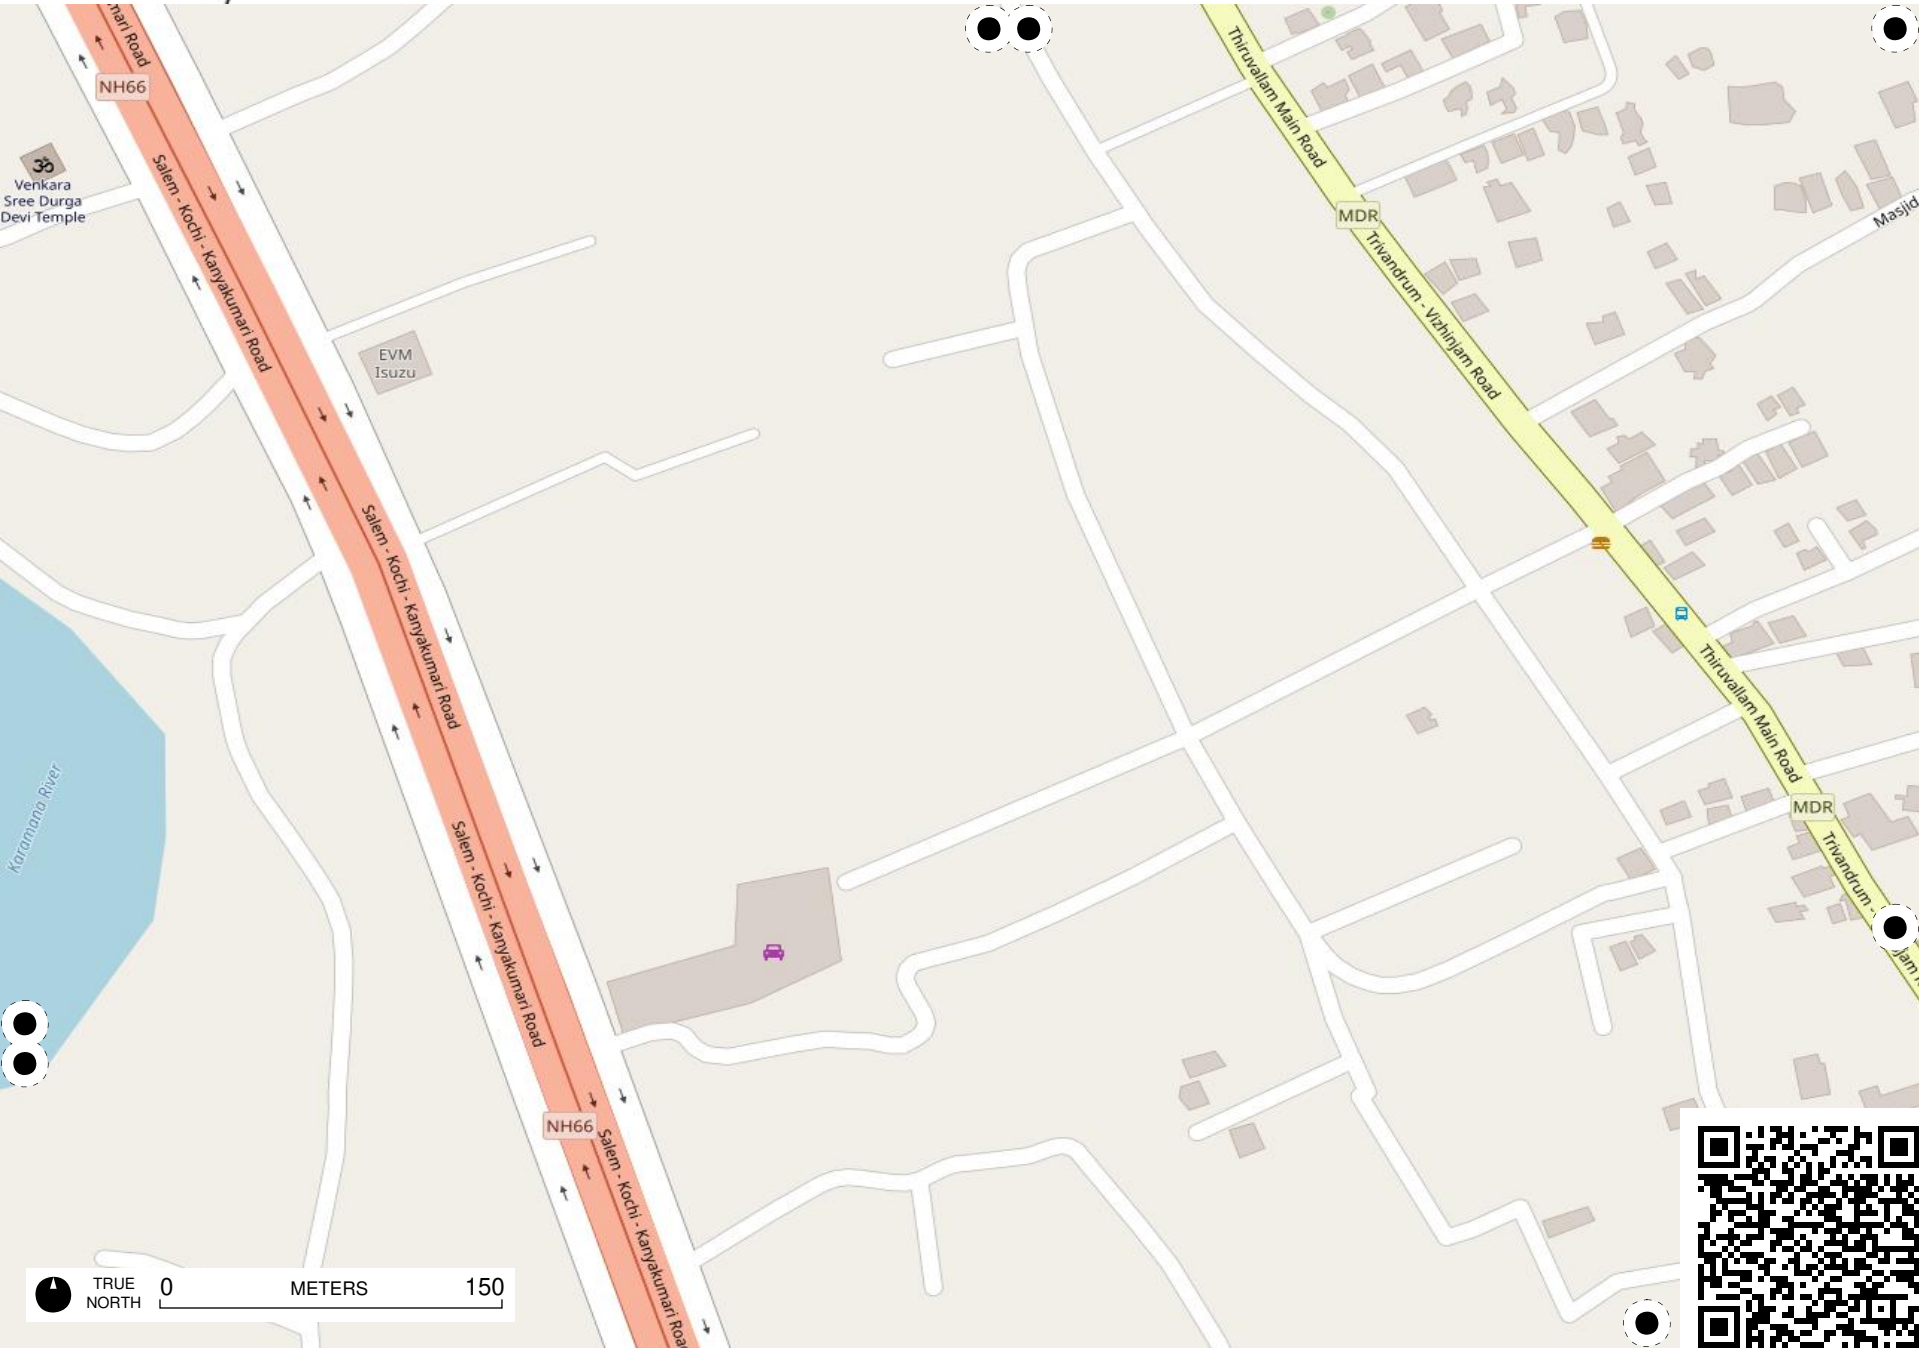 mari Road
NH66
Thiruvallam Main Road
ॐ
Venkara
Sree Durga
Devi Temple
Salem - Kochi - Kanyakumari Road
MDR
Masjid
Trivandrum - Vizhinjam Road
EVM
Isuzu
Salem - Kochi - Kanyakumari Road
Thiruvallam Main Road
Karamana River
MDR
Salem - Kochi - Kanyakumari Road
Trivandrum -
jam
NH66
Salem - Kochi - Kanyakumari Roa
TRUE
NORTH
0 METERS 150